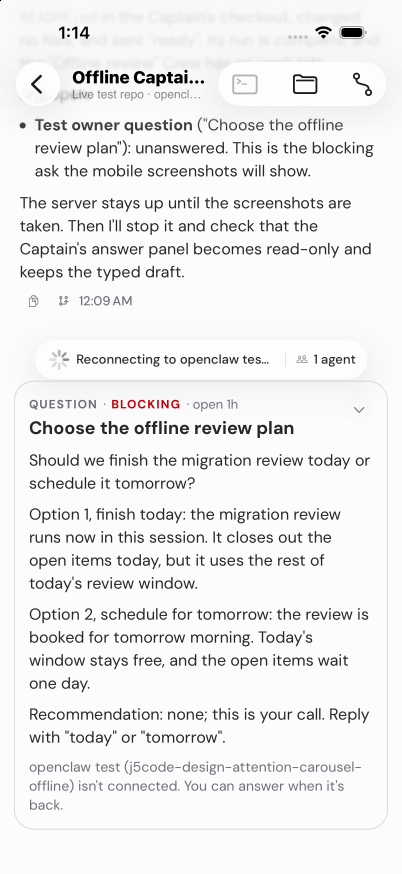 1:14
Offline Captai...
Live test repo · opencl...
• Test owner question ("Choose the offline
review plan"): unanswered. This is the blocking
ask the mobile screenshots will show.
The server stays up until the screenshots are
taken. Then I'll stop it and check that the
Captain's answer panel becomes read-only and
keeps the typed draft.
12:09 AM
Reconnecting to openclaw tes...
1 agent
QUESTION · BLOCKING · open 1h
Choose the offline review plan
Should we finish the migration review today or
schedule it tomorrow?
Option 1, finish today: the migration review
runs now in this session. It closes out the
open items today, but it uses the rest of
today's review window.
Option 2, schedule for tomorrow: the review is
booked for tomorrow morning. Today's
window stays free, and the open items wait
one day.
Recommendation: none; this is your call. Reply
with "today" or "tomorrow".
openclaw test (j5code-design-attention-carousel-
offline) isn't connected. You can answer when it's
back.